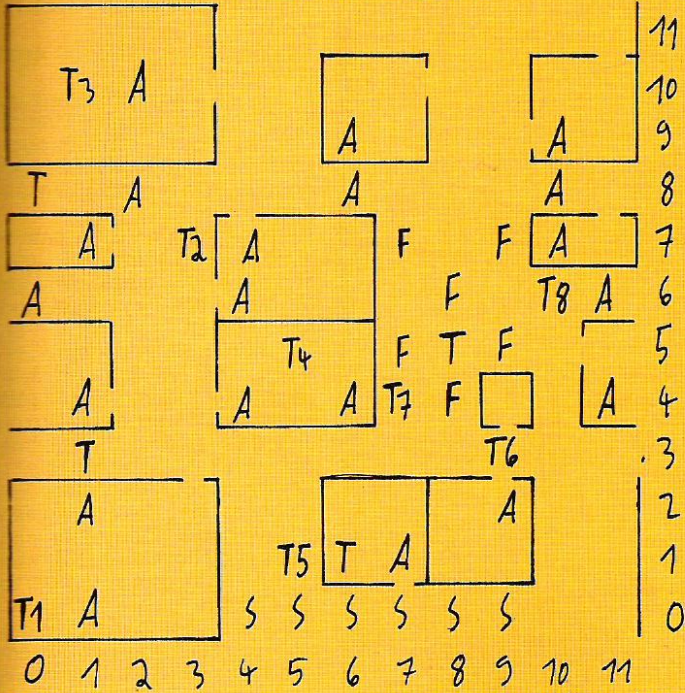 11
T3 A 10
A A 9
T A A A 8
A T2 A F F A 7
A A F T8 A 6
T4 F T F 5
A A A T7 F A 4
T T6 3
A A 2
T5 T A 1
T1 A S S S S S S 0
0 1 2 3 4 5 6 7 8 9 10 11